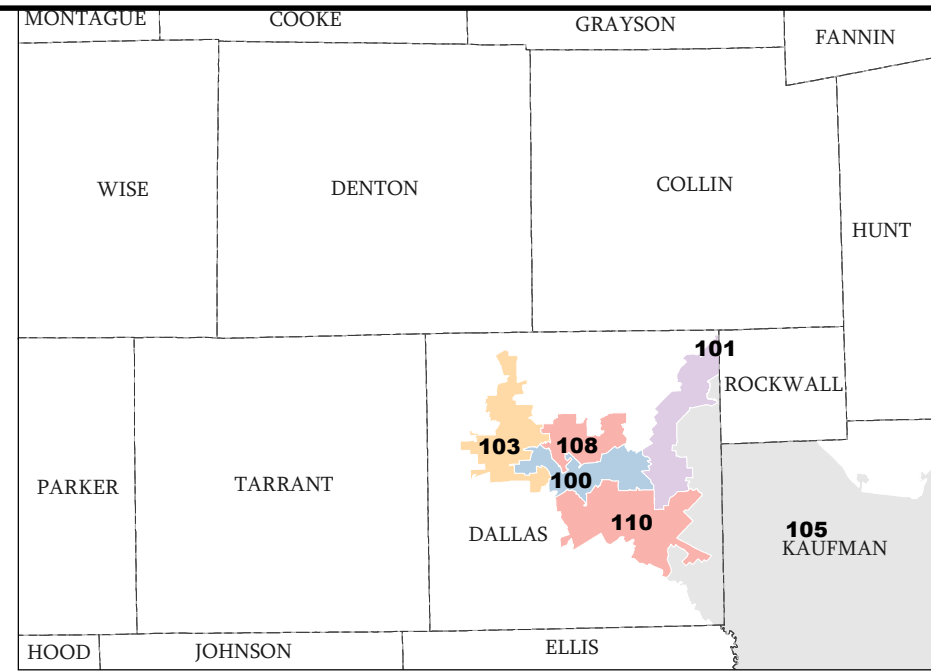 MONTAGUE
COOKE
GRAYSON
FANNIN
WISE
DENTON
COLLIN
HUNT
101
ROCKWALL
103
108
100
PARKER
TARRANT
110
DALLAS
105
KAUFMAN
HOOD
JOHNSON
ELLIS